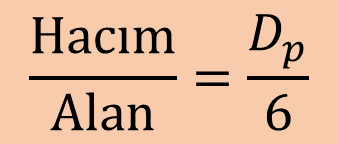 Hacım / Alan = D_p / 6